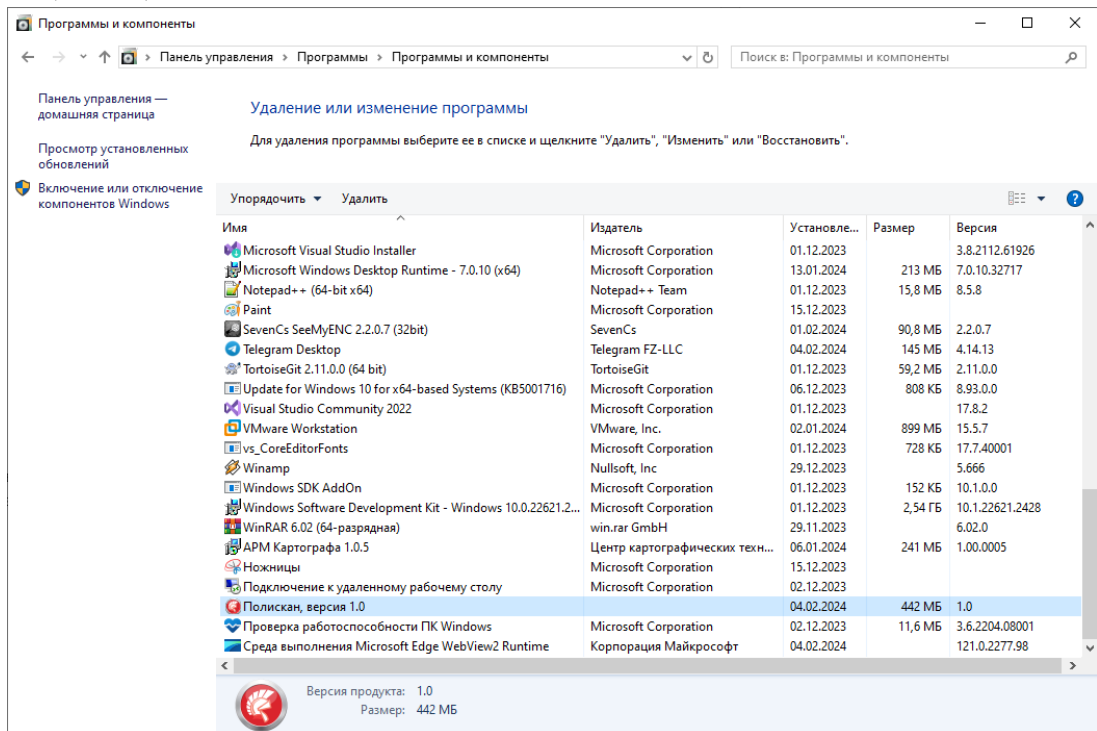 Программы и компоненты
Панель управления › Программы › Программы и компоненты
Поиск в: Программы и компоненты
Панель управления —
домашняя страница
Просмотр установленных
обновлений
Включение или отключение
компонентов Windows
Удаление или изменение программы
Для удаления программы выберите ее в списке и щелкните "Удалить", "Изменить" или "Восстановить".
Упорядочить Удалить
Имя Издатель Установле... Размер Версия
Microsoft Visual Studio Installer Microsoft Corporation 01.12.2023 3.8.2112.61926
Microsoft Windows Desktop Runtime - 7.0.10 (x64) Microsoft Corporation 13.01.2024 213 МБ 7.0.10.32717
Notepad++ (64-bit x64) Notepad++ Team 01.12.2023 15,8 МБ 8.5.8
Paint Microsoft Corporation 15.12.2023
SevenCs SeeMyENC 2.2.0.7 (32bit) SevenCs 01.02.2024 90,8 МБ 2.2.0.7
Telegram Desktop Telegram FZ-LLC 04.02.2024 145 МБ 4.14.13
TortoiseGit 2.11.0.0 (64 bit) TortoiseGit 01.12.2023 59,2 МБ 2.11.0.0
Update for Windows 10 for x64-based Systems (KB5001716) Microsoft Corporation 06.12.2023 808 КБ 8.93.0.0
Visual Studio Community 2022 Microsoft Corporation 01.12.2023 17.8.2
VMware Workstation VMware, Inc. 02.01.2024 899 МБ 15.5.7
vs_CoreEditorFonts Microsoft Corporation 01.12.2023 728 КБ 17.7.40001
Winamp Nullsoft, Inc 29.12.2023 5.666
Windows SDK AddOn Microsoft Corporation 01.12.2023 152 КБ 10.1.0.0
Windows Software Development Kit - Windows 10.0.22621.2... Microsoft Corporation 01.12.2023 2,54 ГБ 10.1.22621.2428
WinRAR 6.02 (64-разрядная) win.rar GmbH 29.11.2023 6.02.0
АРМ Картографа 1.0.5 Центр картографических техн... 06.01.2024 241 МБ 1.00.0005
Ножницы Microsoft Corporation 15.12.2023
Подключение к удаленному рабочему столу Microsoft Corporation 02.12.2023
Полискан, версия 1.0 04.02.2024 442 МБ 1.0
Проверка работоспособности ПК Windows Microsoft Corporation 02.12.2023 11,6 МБ 3.6.2204.08001
Среда выполнения Microsoft Edge WebView2 Runtime Корпорация Майкрософт 04.02.2024 121.0.2277.98
Версия продукта: 1.0
Размер: 442 МБ